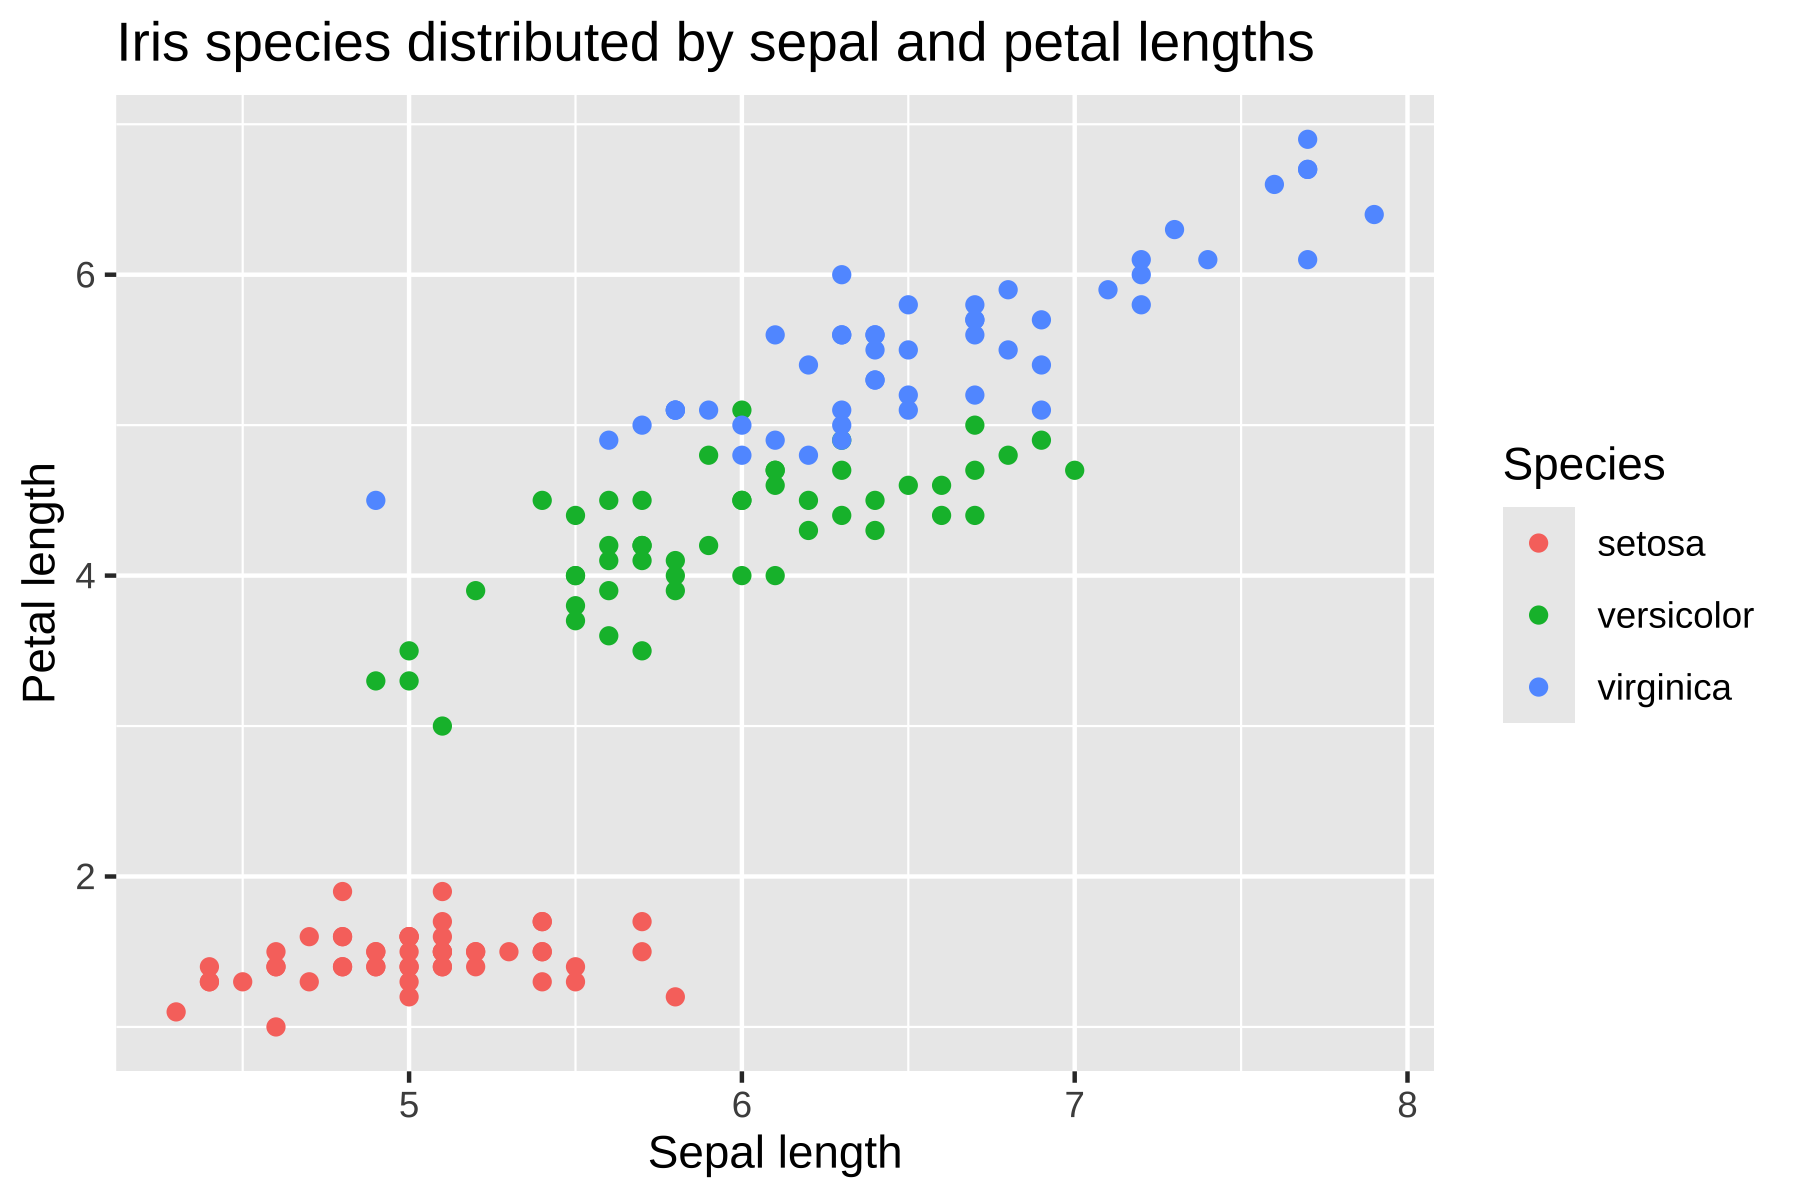 Iris species distributed by sepal and petal lengths
Petal length
6
4
2
5 6 7 8
Sepal length
Species
setosa
versicolor
virginica